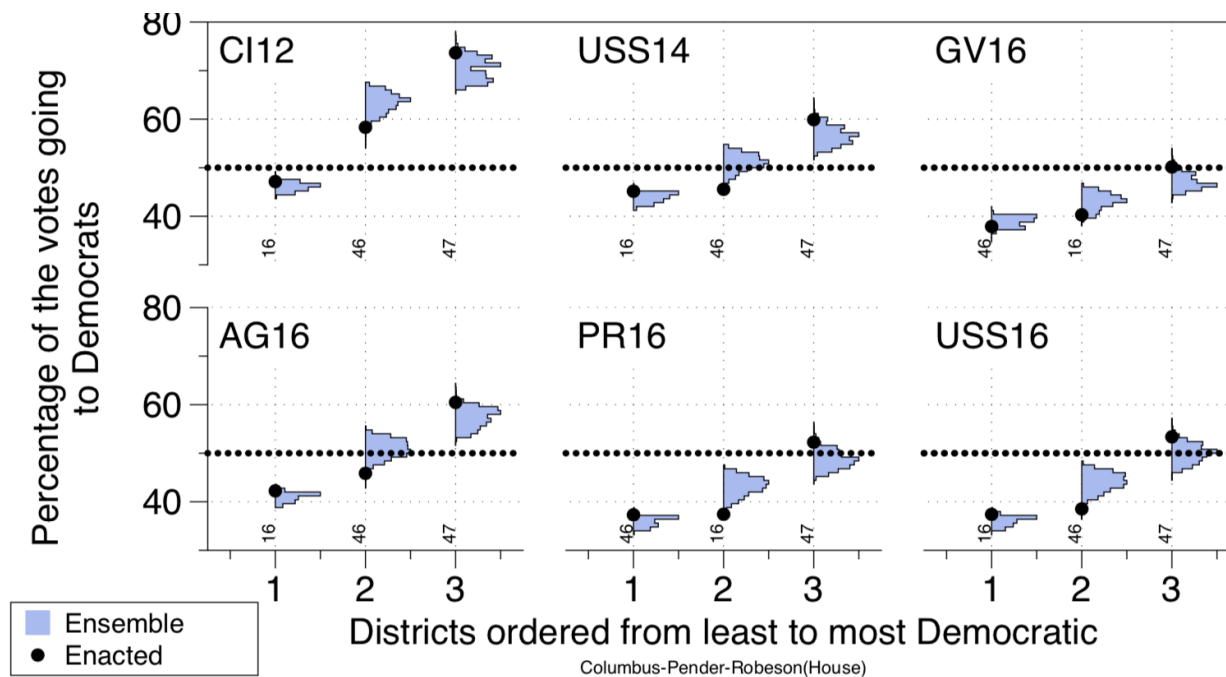 Percentage of the votes going
to Democrats
80
60
40
CI12
16
46
47
USS14
16
46
47
GV16
46
16
47
80
60
40
AG16
16
46
47
PR16
46
16
47
USS16
16
46
47
1 2 3
1 2 3
1 2 3
Districts ordered from least to most Democratic
Columbus-Pender-Robeson(House)
Ensemble
Enacted